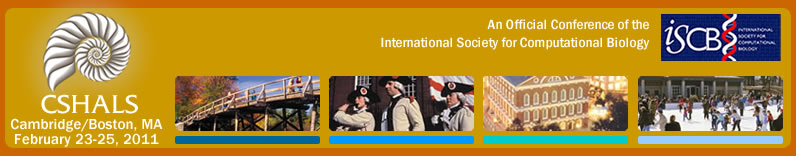 CSHALS
Cambridge/Boston, MA
February 23-25, 2011
An Official Conference of the
International Society for Computational Biology
iSCB
INTERNATIONAL
SOCIETY FOR
COMPUTATIONAL
BIOLOGY